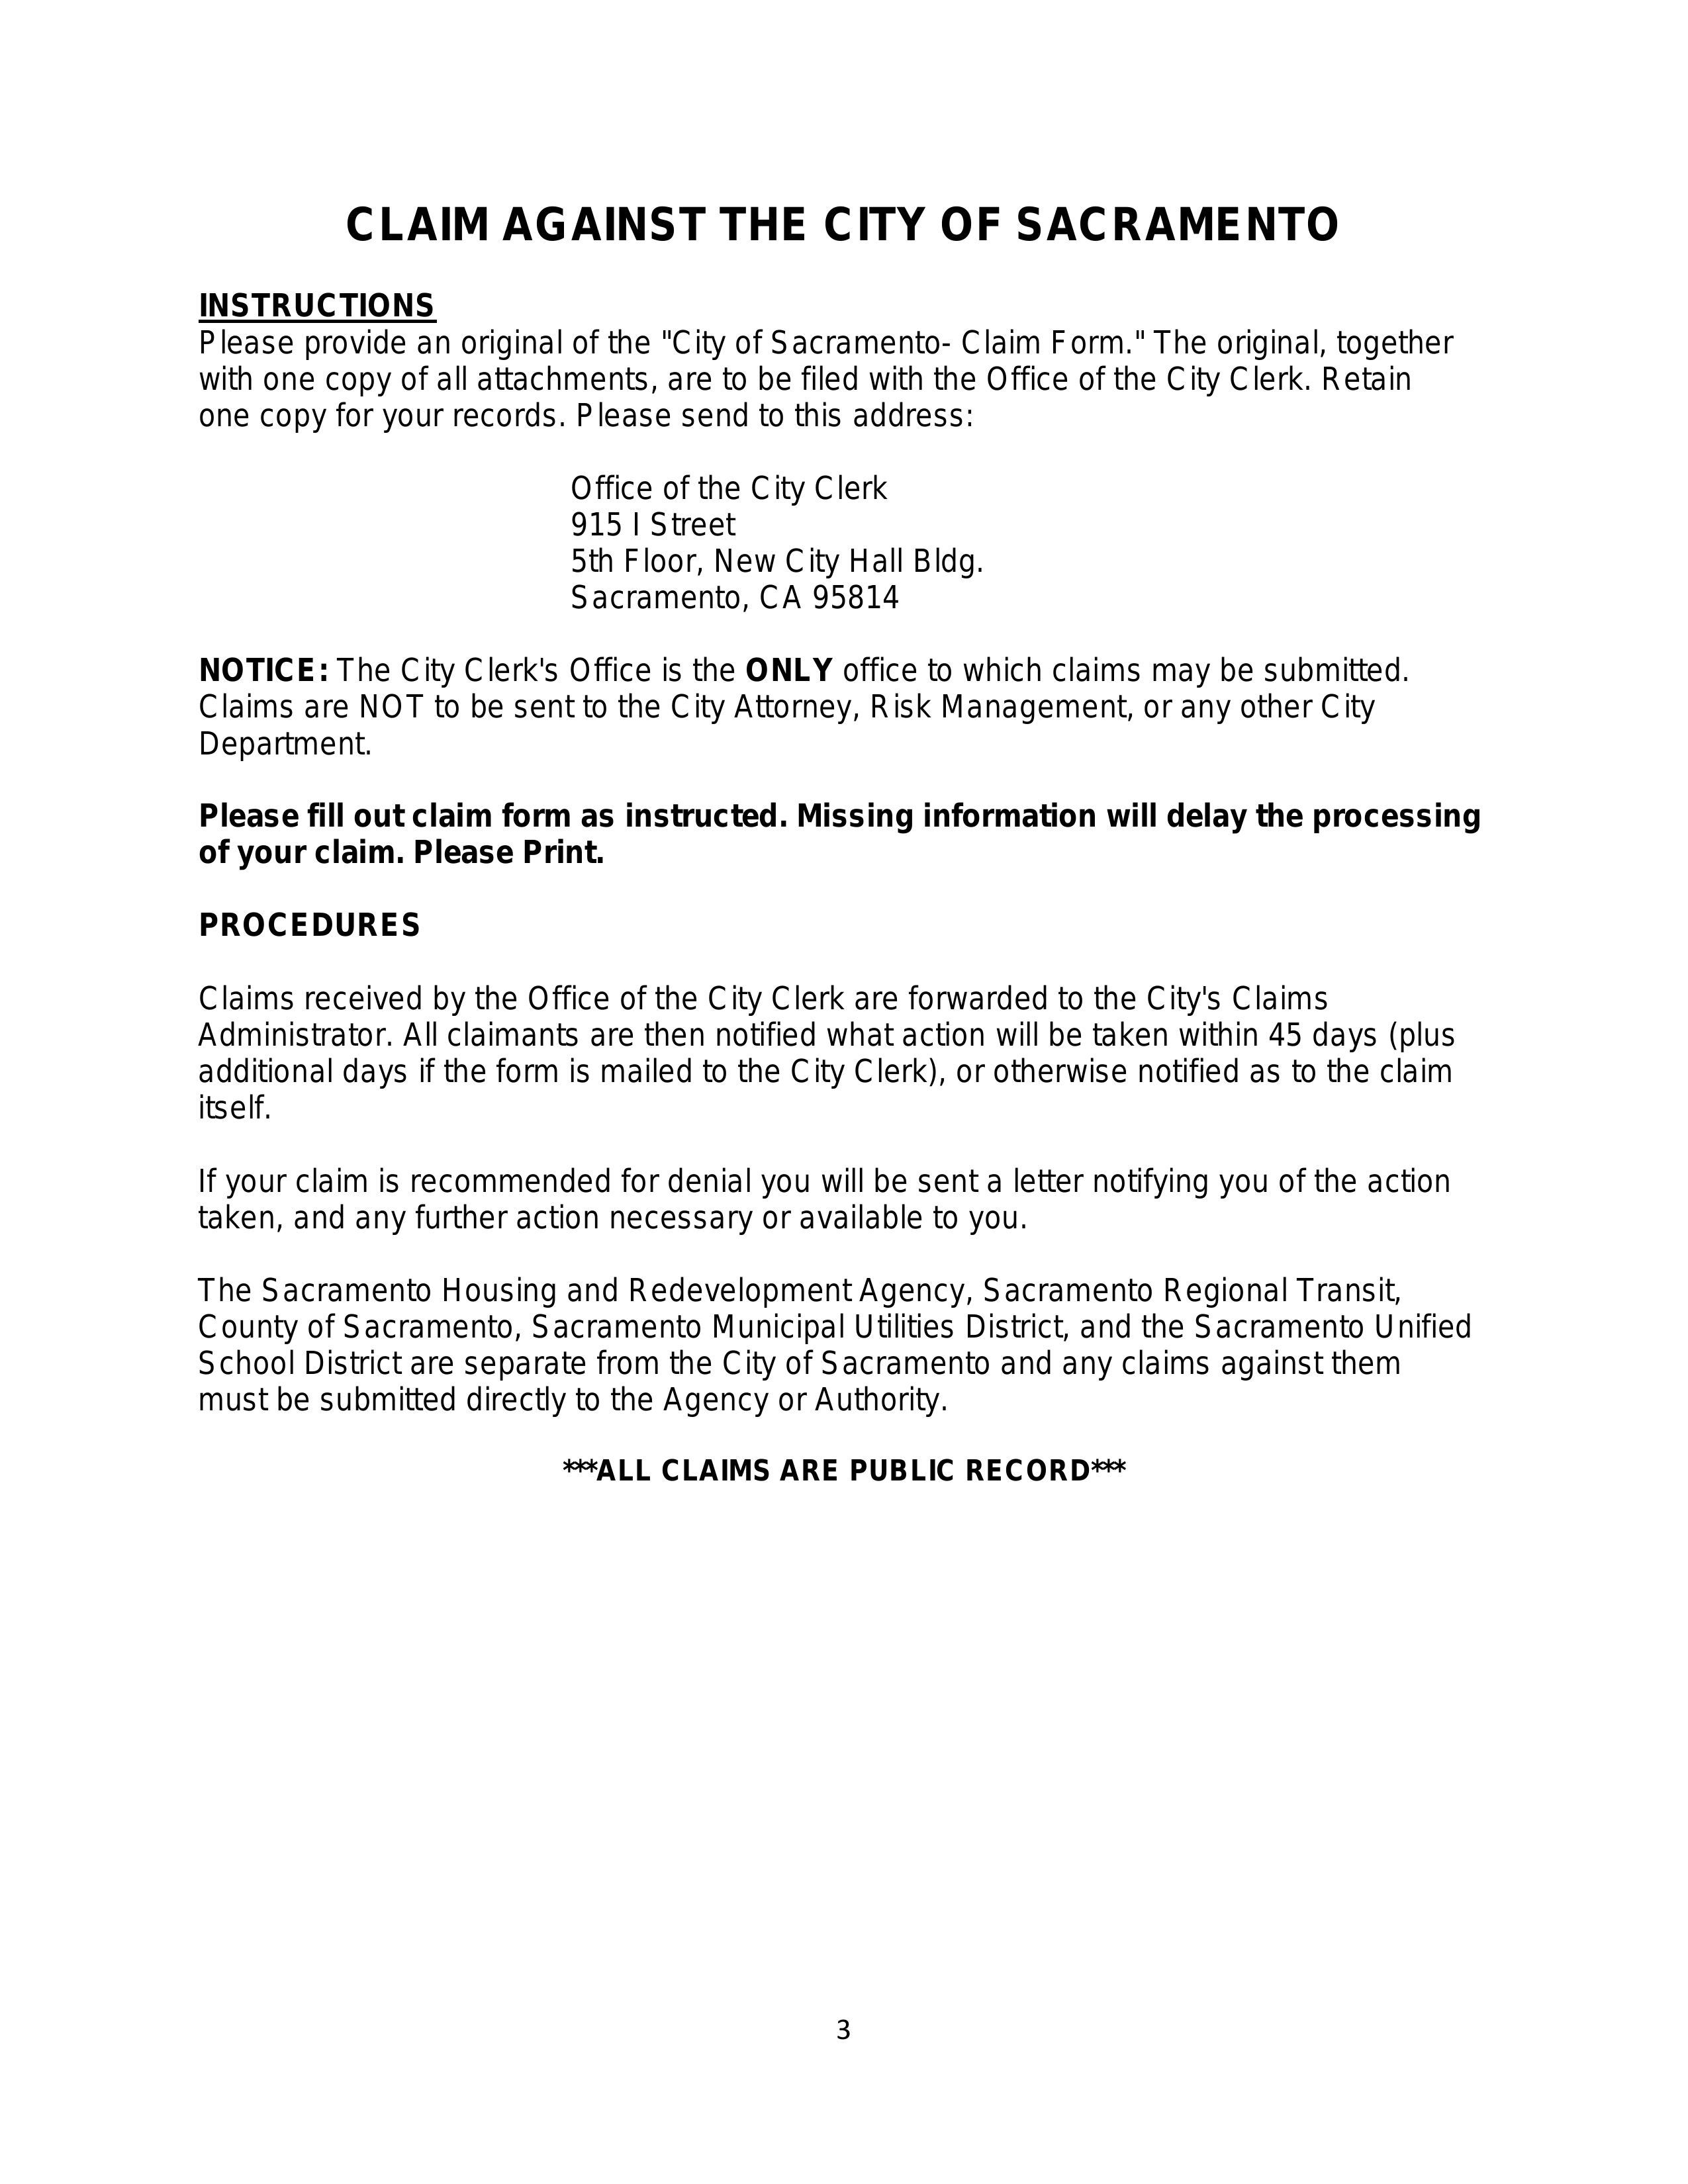 CLAIM AGAINST THE CITY OF SACRAMENTO
INSTRUCTIONS
Please provide an original of the "City of Sacramento- Claim Form." The original, together
with one copy of all attachments, are to be filed with the Office of the City Clerk. Retain
one copy for your records. Please send to this address:
Office of the City Clerk
915 I Street
5th Floor, New City Hall Bldg.
Sacramento, CA 95814
NOTICE: The City Clerk's Office is the ONLY office to which claims may be submitted.
Claims are NOT to be sent to the City Attorney, Risk Management, or any other City
Department.
Please fill out claim form as instructed. Missing information will delay the processing
of your claim. Please Print.
PROCEDURES
Claims received by the Office of the City Clerk are forwarded to the City's Claims
Administrator. All claimants are then notified what action will be taken within 45 days (plus
additional days if the form is mailed to the City Clerk), or otherwise notified as to the claim
itself.
If your claim is recommended for denial you will be sent a letter notifying you of the action
taken, and any further action necessary or available to you.
The Sacramento Housing and Redevelopment Agency, Sacramento Regional Transit,
County of Sacramento, Sacramento Municipal Utilities District, and the Sacramento Unified
School District are separate from the City of Sacramento and any claims against them
must be submitted directly to the Agency or Authority.
***ALL CLAIMS ARE PUBLIC RECORD***
3